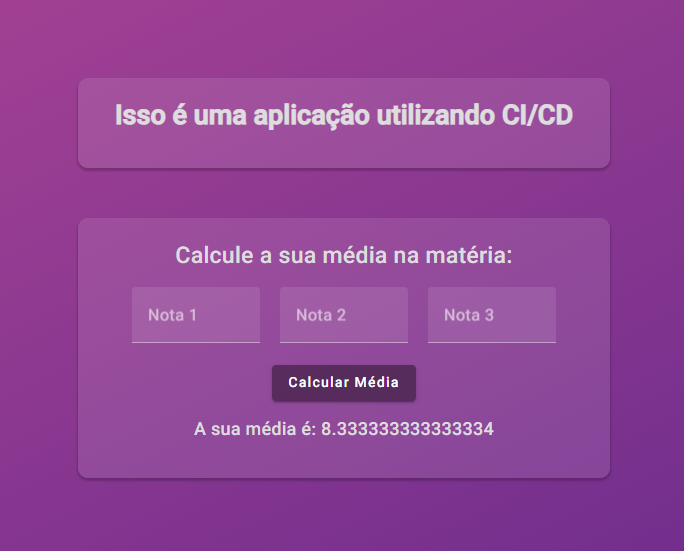 Isso é uma aplicação utilizando CI/CD
Calcule a sua média na matéria:
Nota 1 Nota 2 Nota 3
Calcular Média
A sua média é: 8.333333333333334